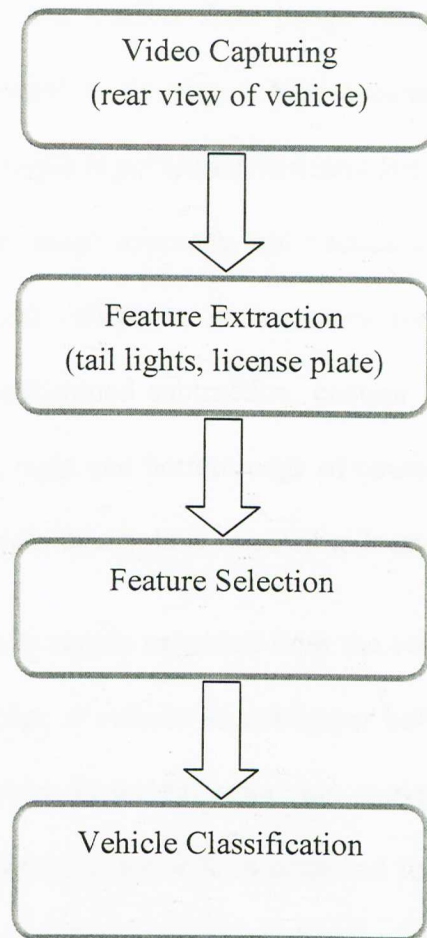 Video Capturing
(rear view of vehicle)
Feature Extraction
(tail lights, license plate)
Feature Selection
Vehicle Classification